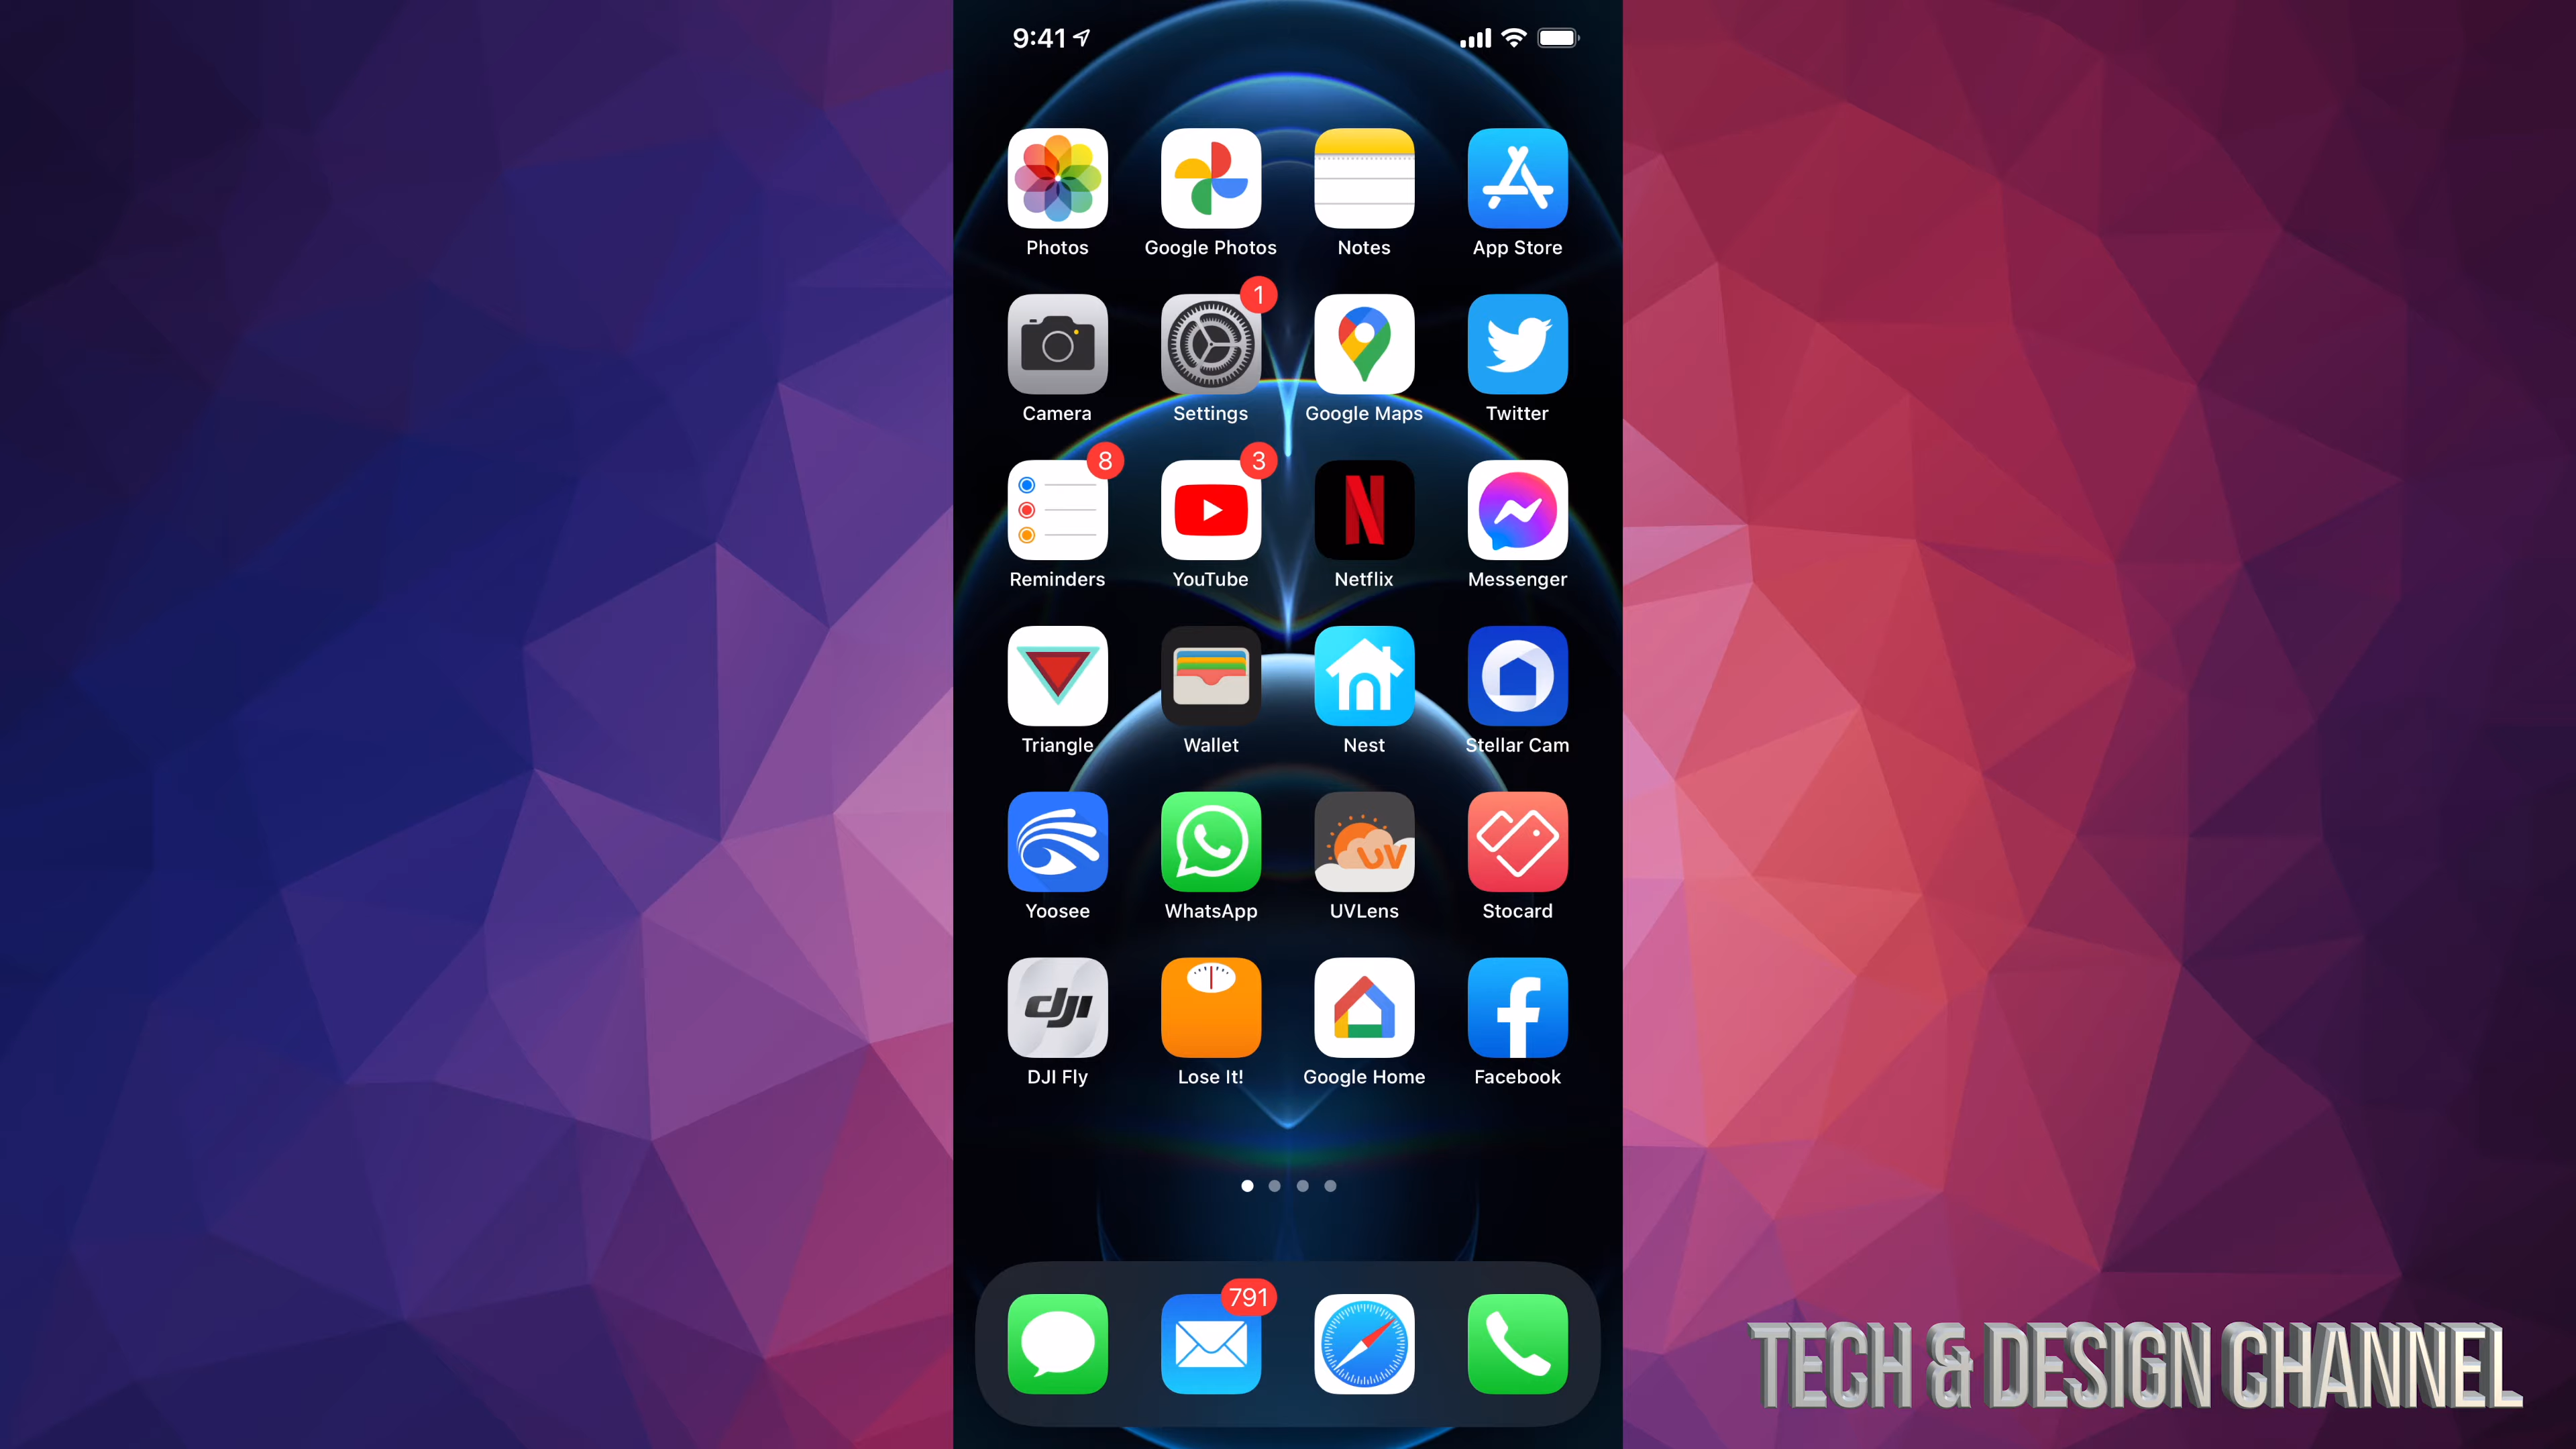 9:41
Photos Google Photos Notes App Store
1
Camera Settings Google Maps Twitter
8 3
Reminders YouTube Netflix Messenger
Triangle Wallet Nest Stellar Cam
UV
Yoosee WhatsApp UVLens Stocard
dji
DJI Fly Lose It! Google Home Facebook
791
TECH & DESIGN CHANNEL